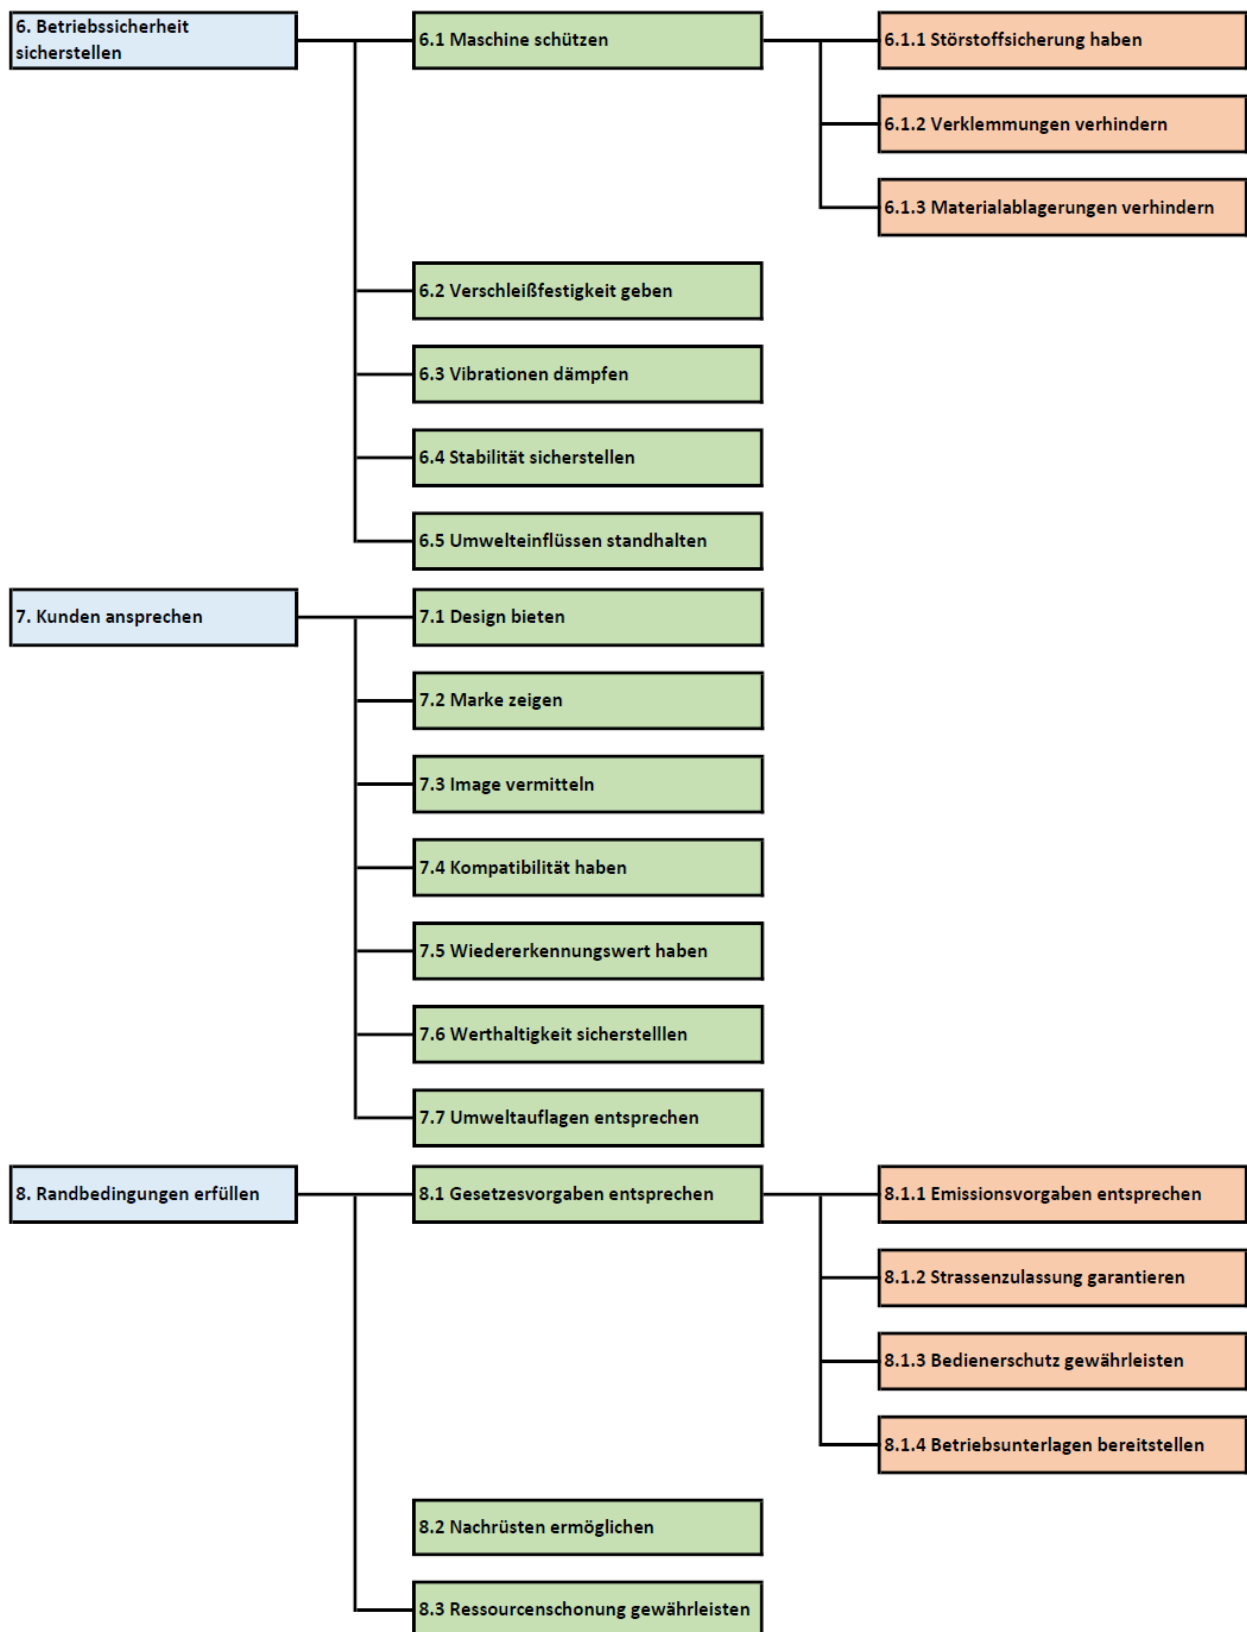 6. Betriebssicherheit
sicherstellen
6.1 Maschine schützen
6.1.1 Störstoffsicherung haben
6.1.2 Verklemmungen verhindern
6.1.3 Materialablagerungen verhindern
6.2 Verschleißfestigkeit geben
6.3 Vibrationen dämpfen
6.4 Stabilität sicherstellen
6.5 Umwelteinflüssen standhalten
7. Kunden ansprechen
7.1 Design bieten
7.2 Marke zeigen
7.3 Image vermitteln
7.4 Kompatibilität haben
7.5 Wiedererkennungswert haben
7.6 Werthaltigkeit sicherstelllen
7.7 Umweltauflagen entsprechen
8. Randbedingungen erfüllen
8.1 Gesetzesvorgaben entsprechen
8.1.1 Emissionsvorgaben entsprechen
8.1.2 Strassenzulassung garantieren
8.1.3 Bedienerschutz gewährleisten
8.1.4 Betriebsunterlagen bereitstellen
8.2 Nachrüsten ermöglichen
8.3 Ressourcenschonung gewährleisten